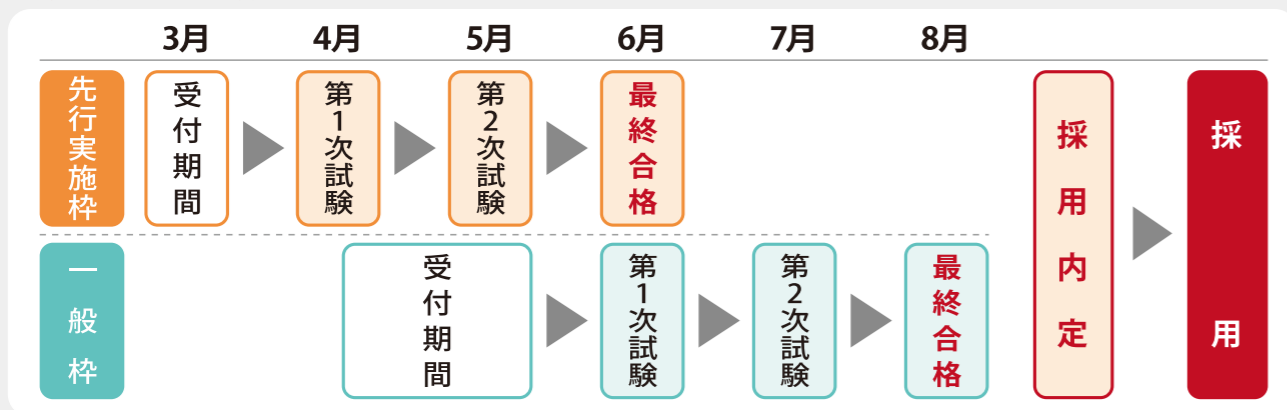 3月
4月
5月
6月
7月
8月
先行実施枠
受付期間
第1次試験
第2次試験
最終合格
一般枠
受付期間
第1次試験
第2次試験
最終合格
採用内定
採用